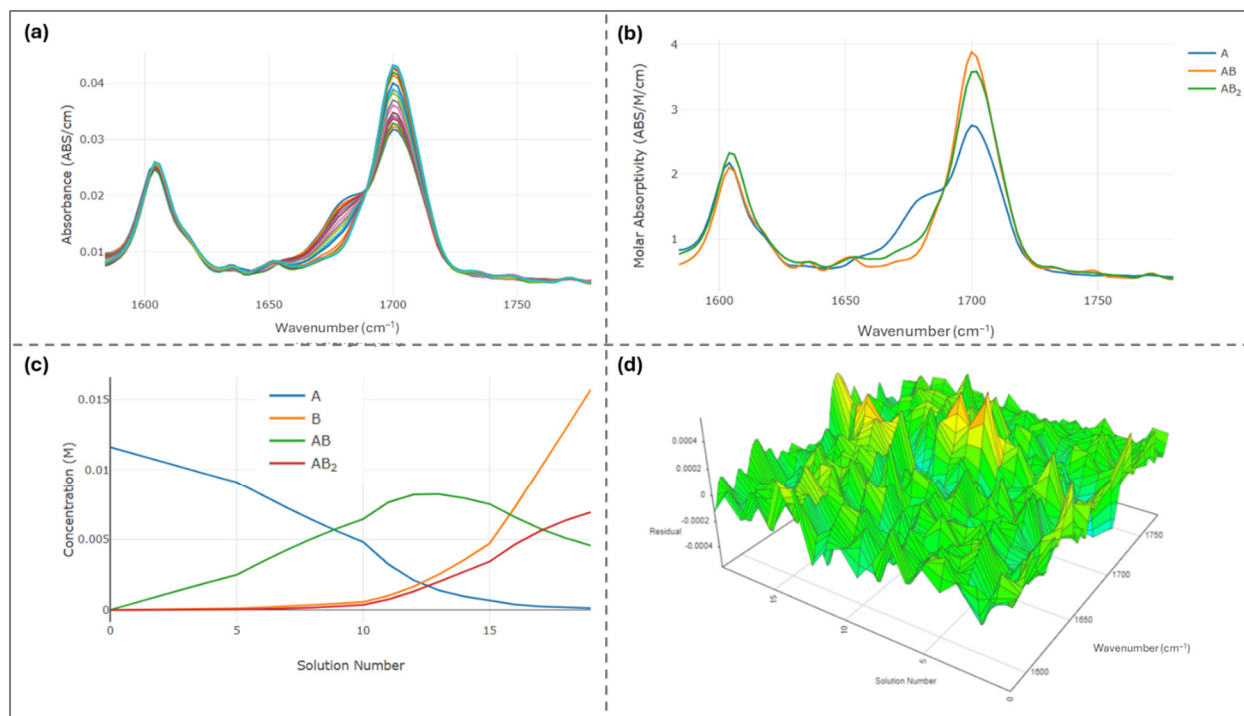 (a)
Absorbance (ABS/cm)
0.04
0.03
0.02
0.01
1600
1650
1700
1750
Wavenumber (cm⁻¹)
(b)
Molar Absorptivity (ABS/M/cm)
4
3
2
1
1600
1650
1700
1750
Wavenumber (cm⁻¹)
A
AB
AB₂
(c)
Concentration (M)
0.015
0.01
0.005
0
0
5
10
15
Solution Number
A
B
AB
AB₂
(d)
0.0004
0.0002
0
-0.0002
-0.0004
Residual
15
10
5
0
Solution Number
1750
1700
1650
1600
Wavenumber (cm⁻¹)